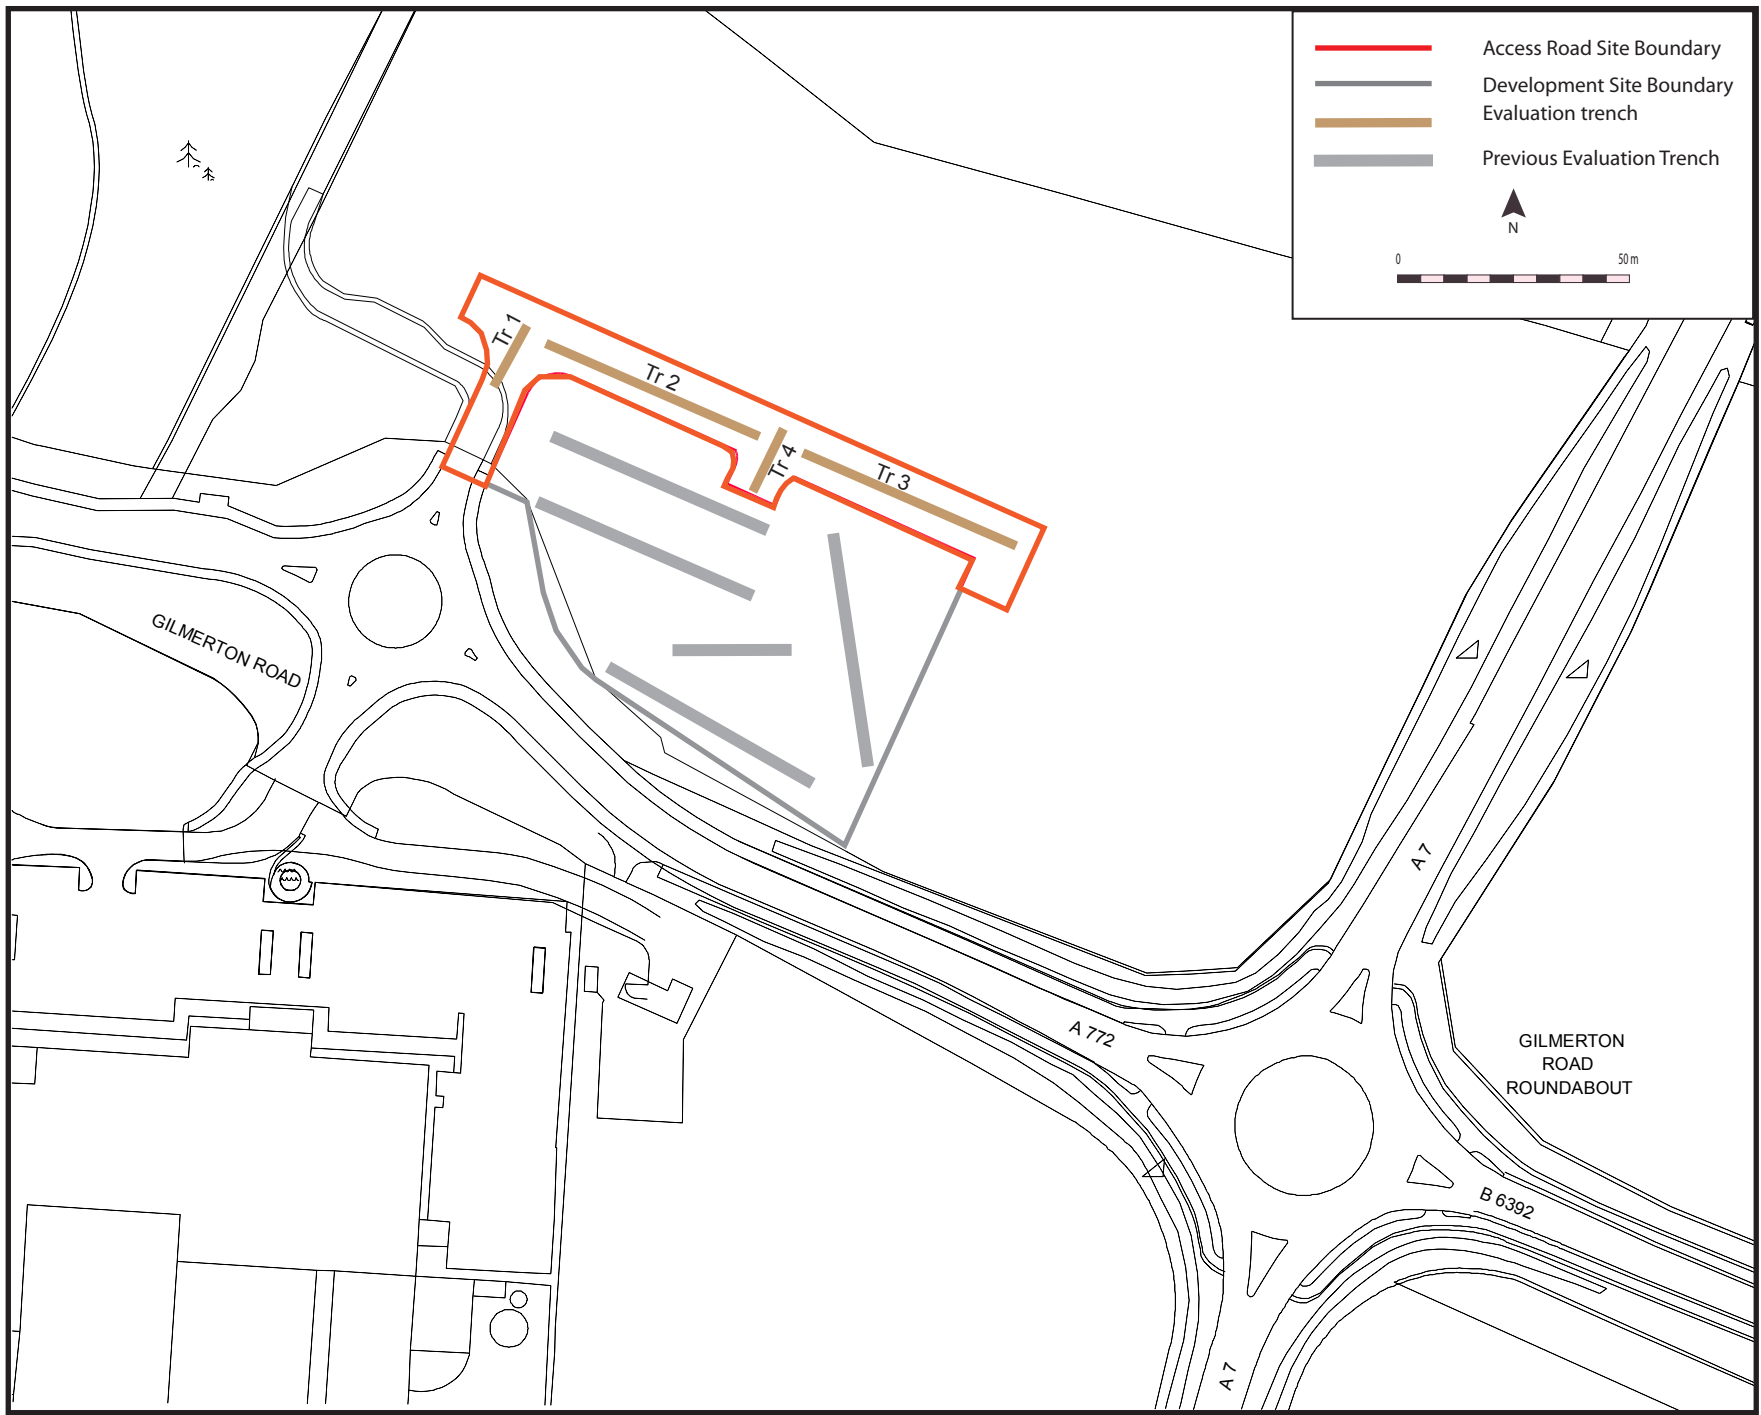 Access Road Site Boundary
Development Site Boundary
Evaluation trench
Previous Evaluation Trench
N
0 50 m
Tr 1
Tr 2
Tr 4
Tr 3
GILMERTON ROAD
A 7
A 772
GILMERTON
ROAD
ROUNDABOUT
B 6392
A 7